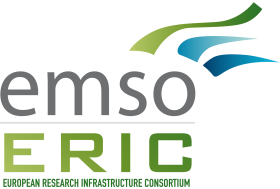 emso
ERIC
EUROPEAN RESEARCH INFRASTRUCTURE CONSORTIUM